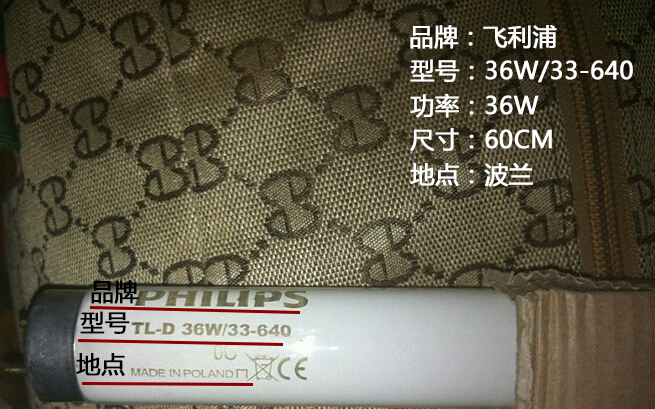 品牌：飞利浦
型号：36W/33-640
功率：36W
尺寸：60CM
地点：波兰
品牌 PHILIPS
型号 TL-D 36W/33-640
地点 MADE IN POLAND CE